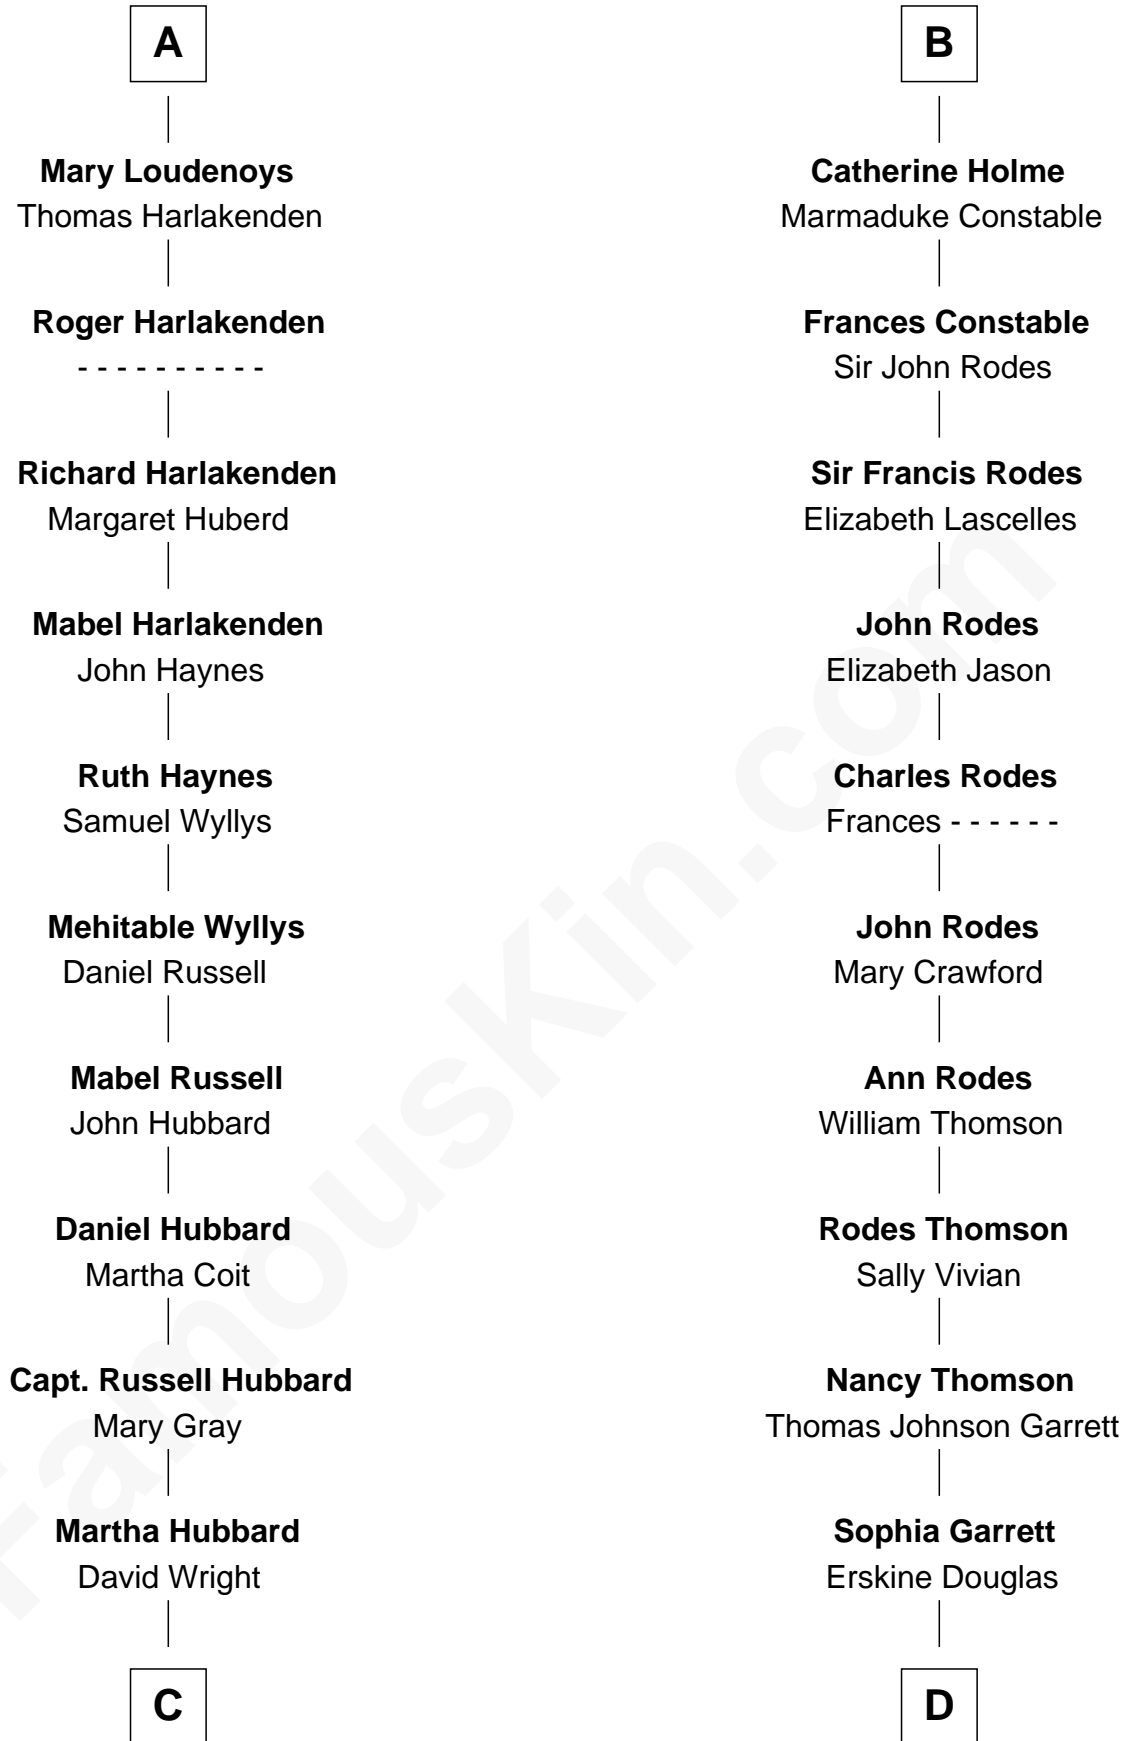 A
Mary Loudenoys
Thomas Harlakenden
Roger Harlakenden
- - - - - - - - - -
Richard Harlakenden
Margaret Huberd
Mabel Harlakenden
John Haynes
Ruth Haynes
Samuel Wyllys
Mehitable Wyllys
Daniel Russell
Mabel Russell
John Hubbard
Daniel Hubbard
Martha Coit
Capt. Russell Hubbard
Mary Gray
Martha Hubbard
David Wright
C
B
Catherine Holme
Marmaduke Constable
Frances Constable
Sir John Rodes
Sir Francis Rodes
Elizabeth Lascelles
John Rodes
Elizabeth Jason
Charles Rodes
Frances - - - - - -
John Rodes
Mary Crawford
Ann Rodes
William Thomson
Rodes Thomson
Sally Vivian
Nancy Thomson
Thomas Johnson Garrett
Sophia Garrett
Erskine Douglas
D
FamousKin.com